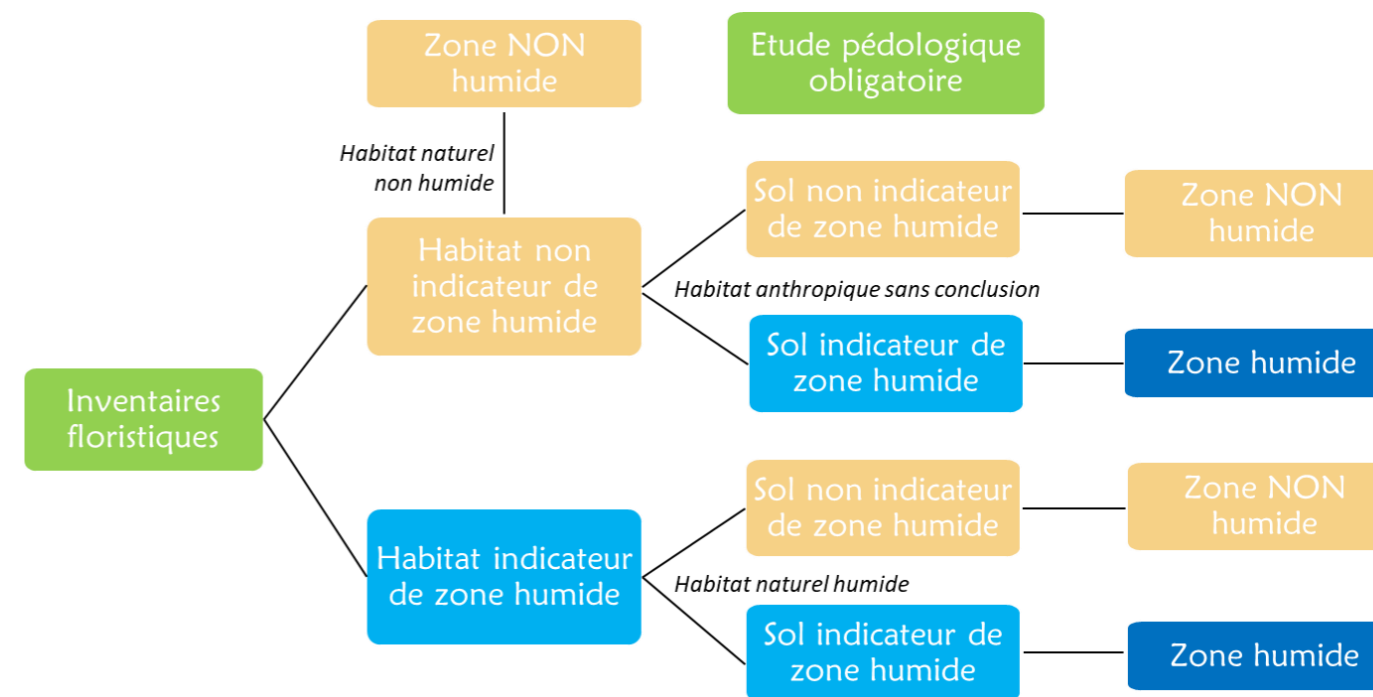 Zone NON
humide
Etude pédologique
obligatoire
Habitat naturel
non humide
Sol non indicateur
de zone humide
Zone NON
humide
Habitat non
indicateur de
zone humide
Habitat anthropique sans conclusion
Sol indicateur de
zone humide
Zone humide
Inventaires
floristiques
Sol non indicateur
de zone humide
Zone NON
humide
Habitat indicateur
de zone humide
Habitat naturel humide
Sol indicateur de
zone humide
Zone humide